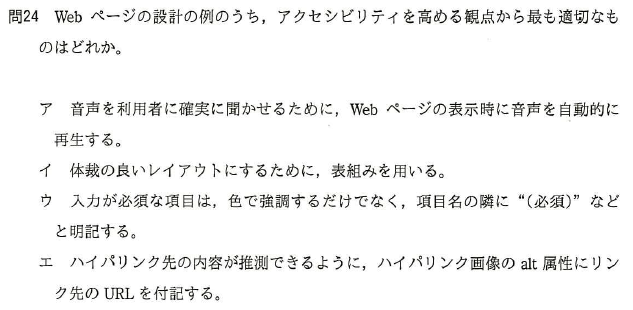 問24 Web ページの設計の例のうち，アクセシビリティを高める観点から最も適切なも
のはどれか。
ア 音声を利用者に確実に聞かせるために，Web ページの表示時に音声を自動的に
再生する。
イ 体裁の良いレイアウトにするために，表組みを用いる。
ウ 入力が必須な項目は，色で強調するだけでなく，項目名の隣に“(必須)”など
と明記する。
エ ハイパリンク先の内容が推測できるように，ハイパリンク画像の alt 属性にリン
ク先の URL を付記する。